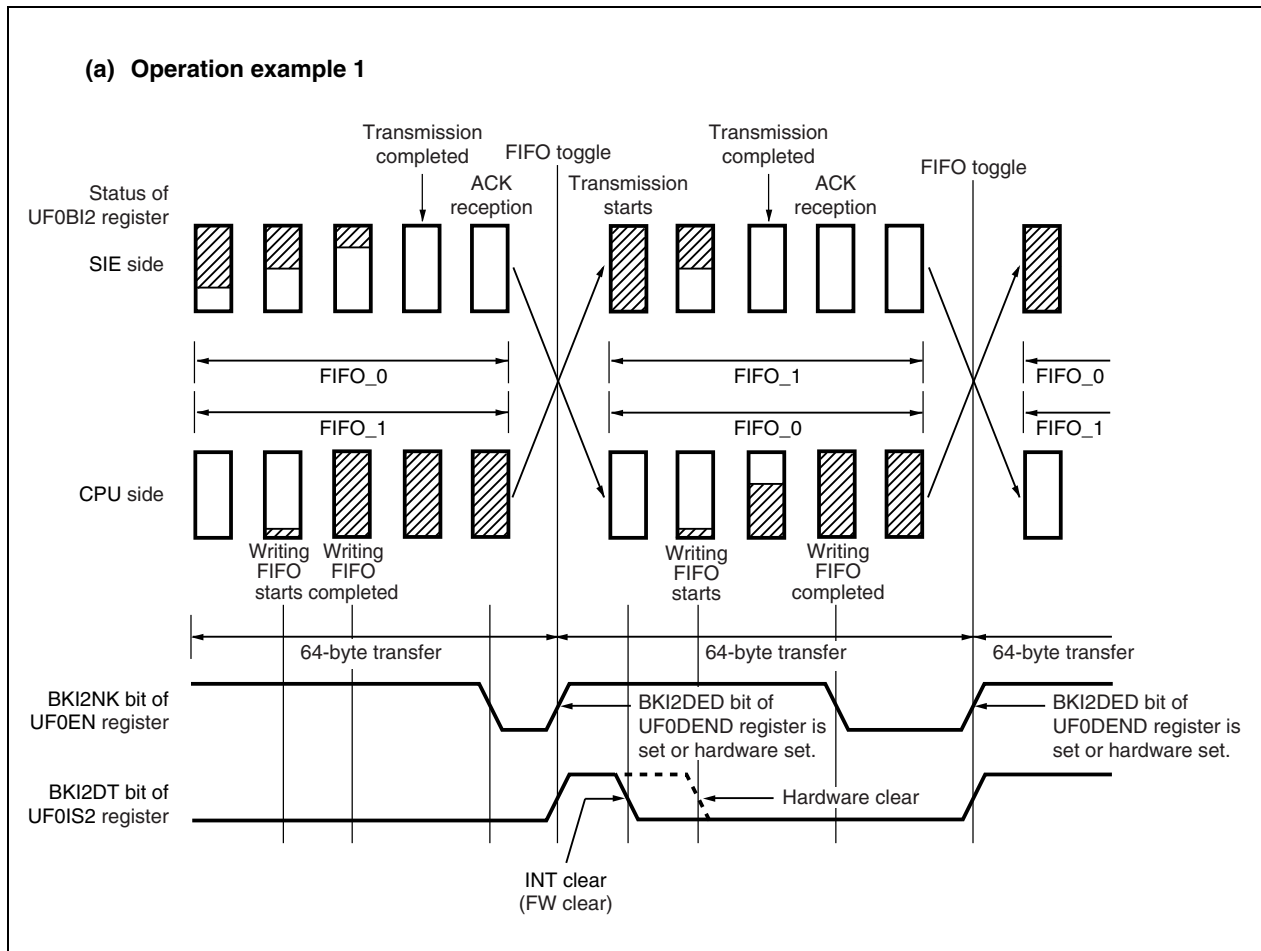 (a) Operation example 1
Transmission
completed
FIFO toggle
Transmission
completed
FIFO toggle
Status of
UF0BI2 register
ACK
reception
Transmission
starts
ACK
reception
SIE side
FIFO_0
FIFO_1
FIFO_0
FIFO_1
FIFO_0
FIFO_1
CPU side
Writing
FIFO
starts
Writing
FIFO
completed
Writing
FIFO
starts
Writing
FIFO
completed
64-byte transfer
64-byte transfer
64-byte transfer
BKI2NK bit of
UF0EN register
BKI2DED bit of
UF0DEND register is
set or hardware set.
BKI2DED bit of
UF0DEND register is
set or hardware set.
BKI2DT bit of
UF0IS2 register
Hardware clear
INT clear
(FW clear)